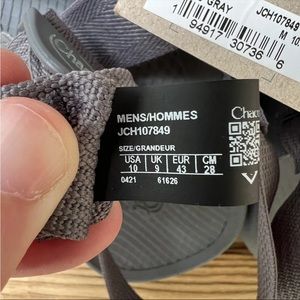 GRAY
JCH107849
1 94917 30736 6
M 10
Chaco
MENS/HOMMES
JCH107849
SIZE/GRANDEUR
USA UK EUR CM
10 9 43 28
0421 61626
Chaco